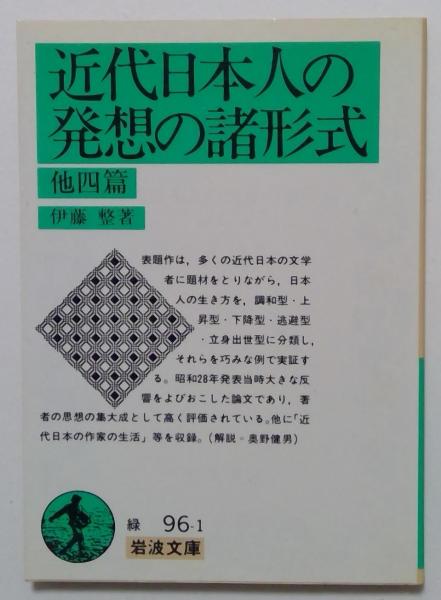 近代日本人の
発想の諸形式
他四篇
伊藤 整著
表題作は，多くの近代日本の文学
者に題材をとりながら，日本
人の生き方を，調和型・上
昇型・下降型・逃避型
・立身出世型に分類し，
それらを巧みな例で実証す
る。昭和28年発表当時大きな反
響をよびおこした論文であり，著
者の思想の集大成として高く評価されている。他に「近
代日本の作家の生活」等を収録。（解説＝奥野健男）
緑 96-1
岩波文庫